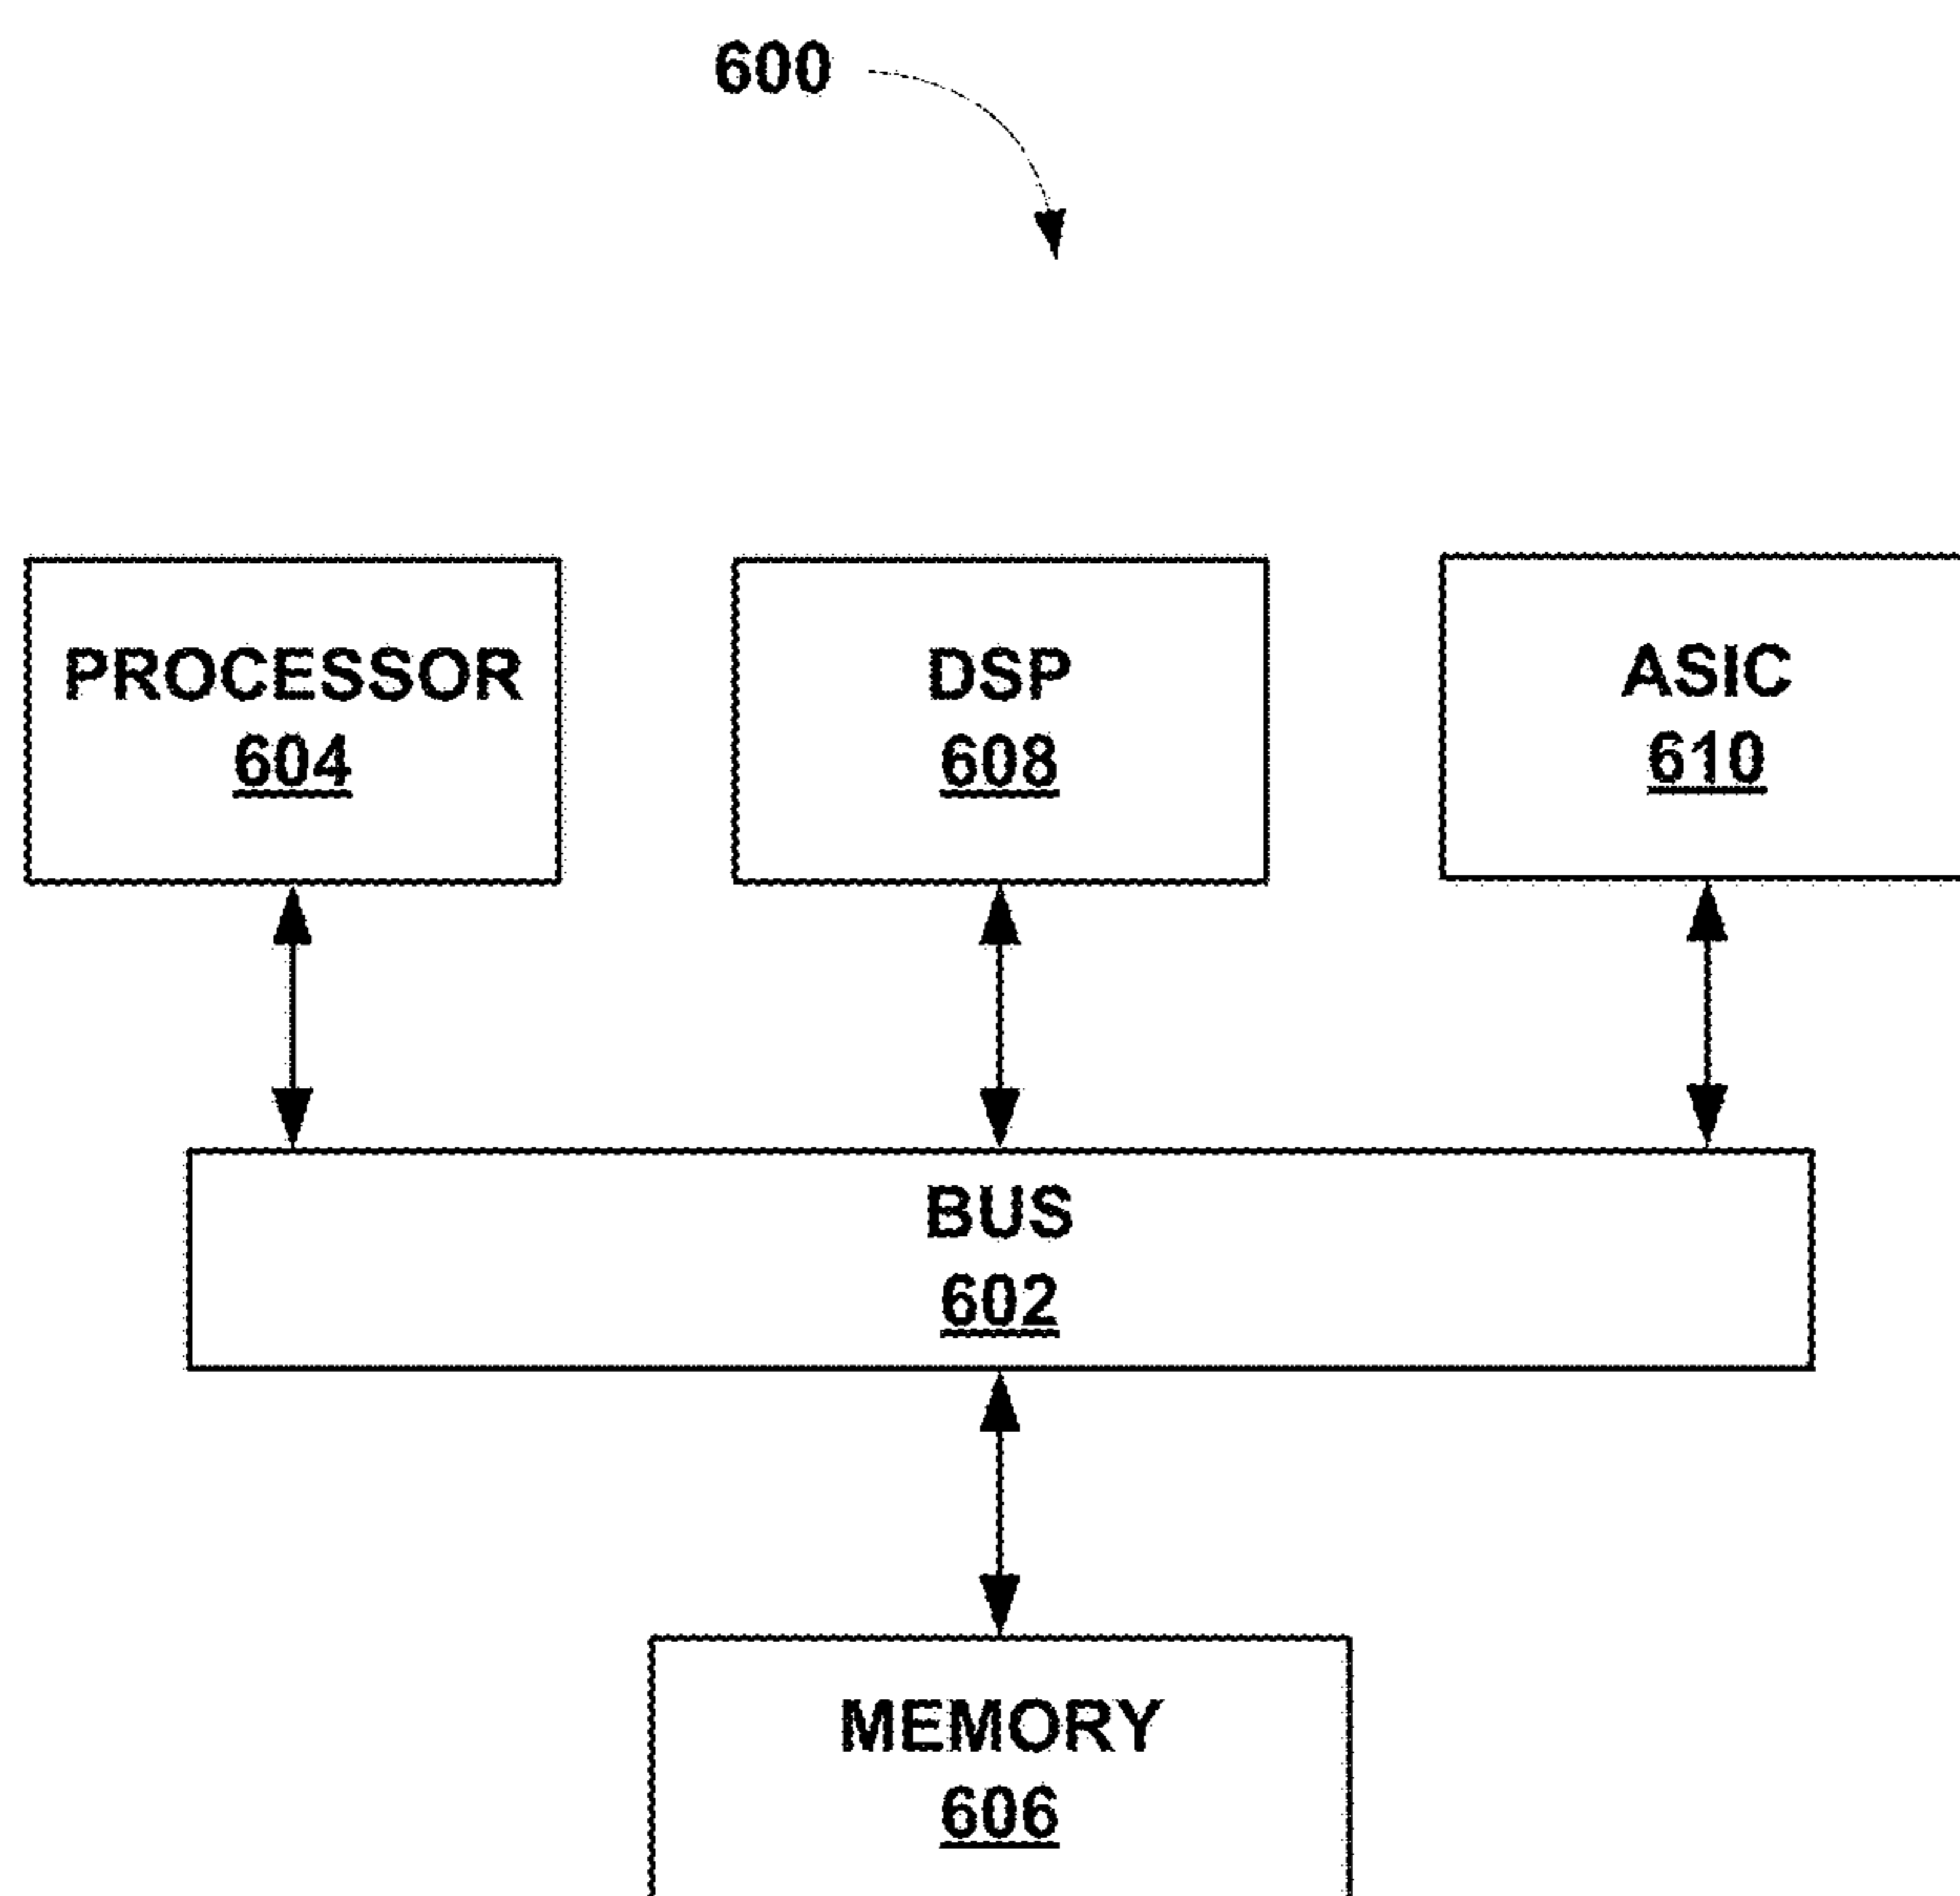 600
PROCESSOR
604
DSP
608
ASIC
610
BUS
602
MEMORY
606